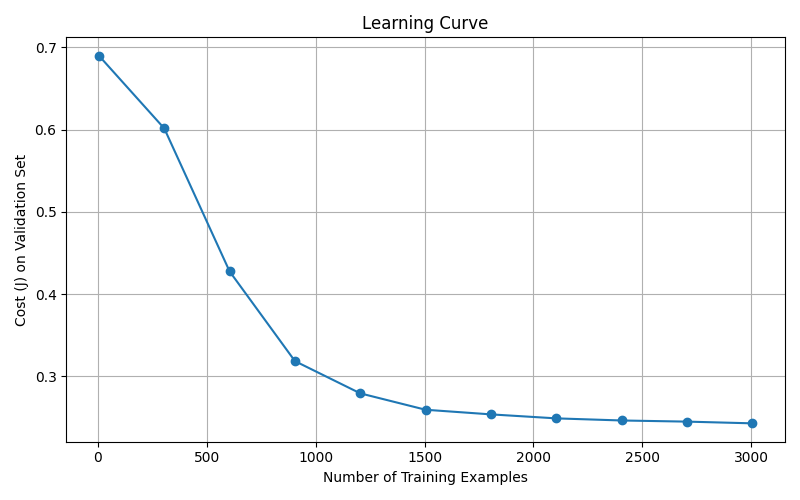 Learning Curve
0.7
0.6
0.5
0.4
0.3
Cost (J) on Validation Set
0 500 1000 1500 2000 2500 3000
Number of Training Examples